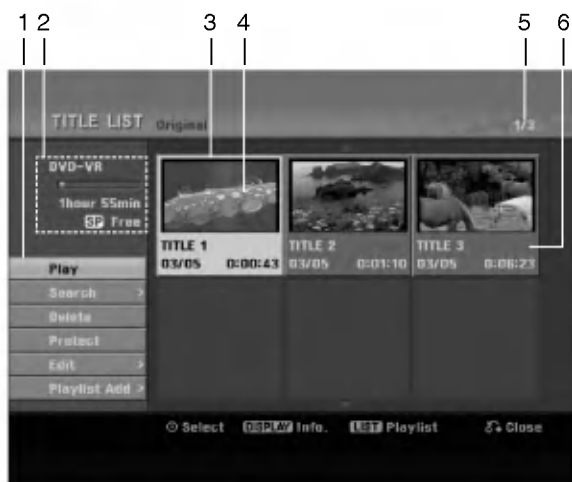 1 2 3 4 5 6
TITLE LIST Original 1/3
DVD-VR
1hour 55min
SP Free
TITLE 1
03/05 0:00:43
TITLE 2
03/05 0:01:10
TITLE 3
03/05 0:06:23
Play
Search >
Delete
Protect
Edit >
Playlist Add >
Select DISPLAY Info. LIST Playlist Close